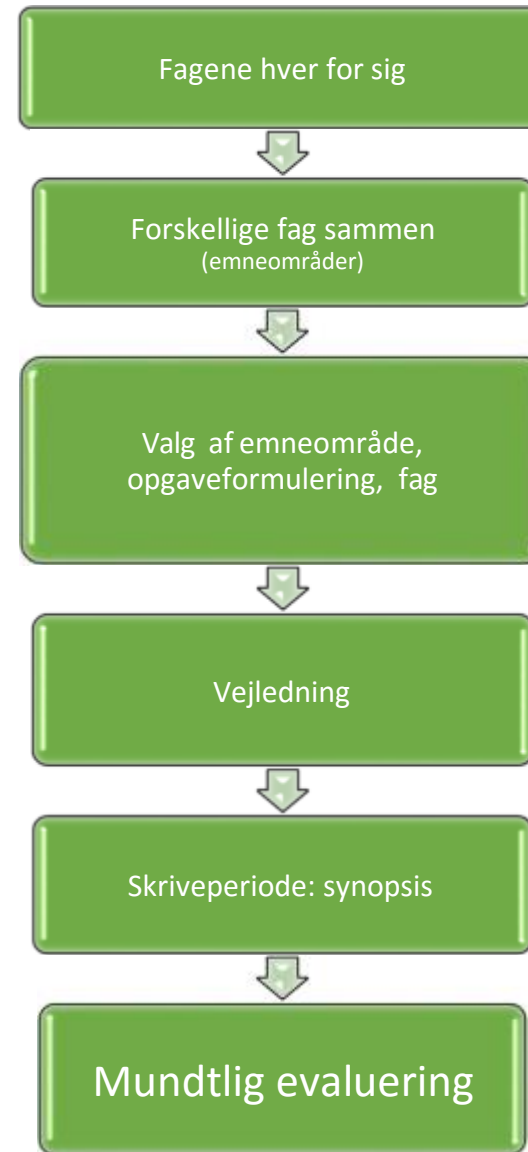 Fagene hver for sig
Forskellige fag sammen
(emneområder)
Valg af emneområde,
opgaveformulering, fag
Vejledning
Skriveperiode: synopsis
Mundtlig evaluering